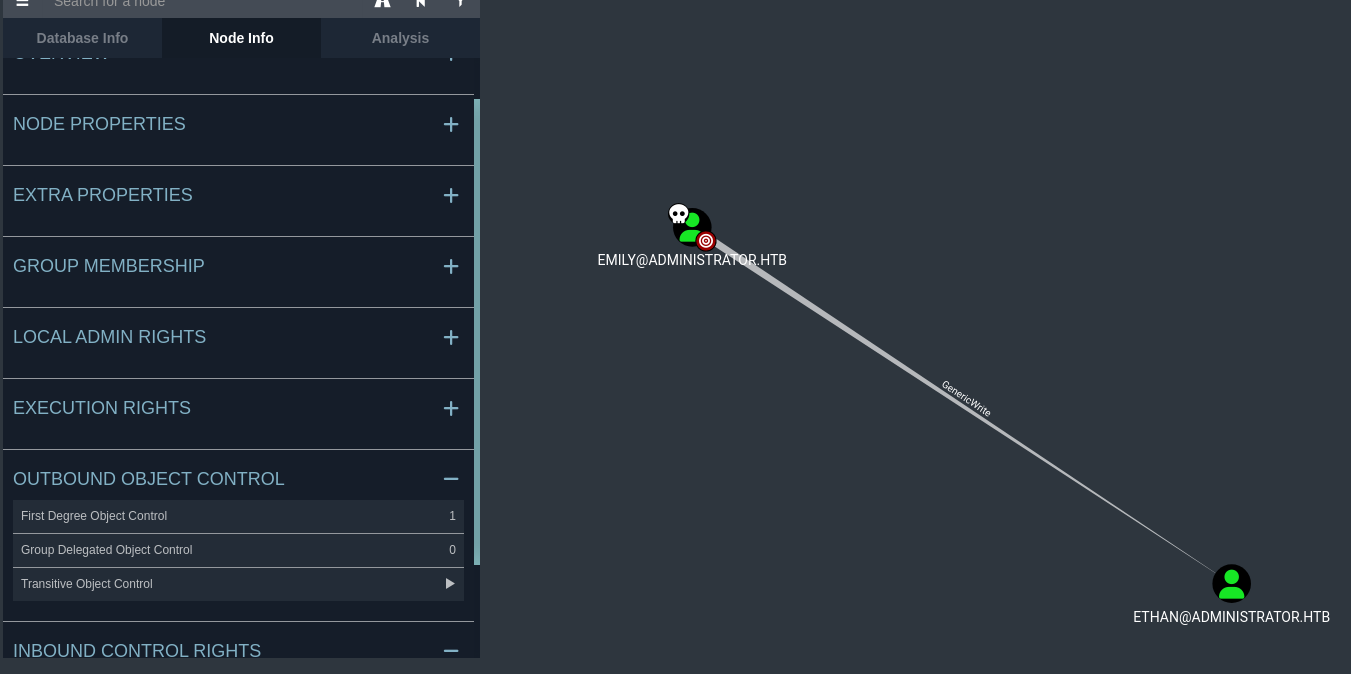 Search for a node
Database Info
Node Info
Analysis
NODE PROPERTIES
EXTRA PROPERTIES
GROUP MEMBERSHIP
LOCAL ADMIN RIGHTS
EXECUTION RIGHTS
OUTBOUND OBJECT CONTROL
First Degree Object Control 1
Group Delegated Object Control 0
Transitive Object Control
INBOUND CONTROL RIGHTS
EMILY@ADMINISTRATOR.HTB
GenericWrite
ETHAN@ADMINISTRATOR.HTB